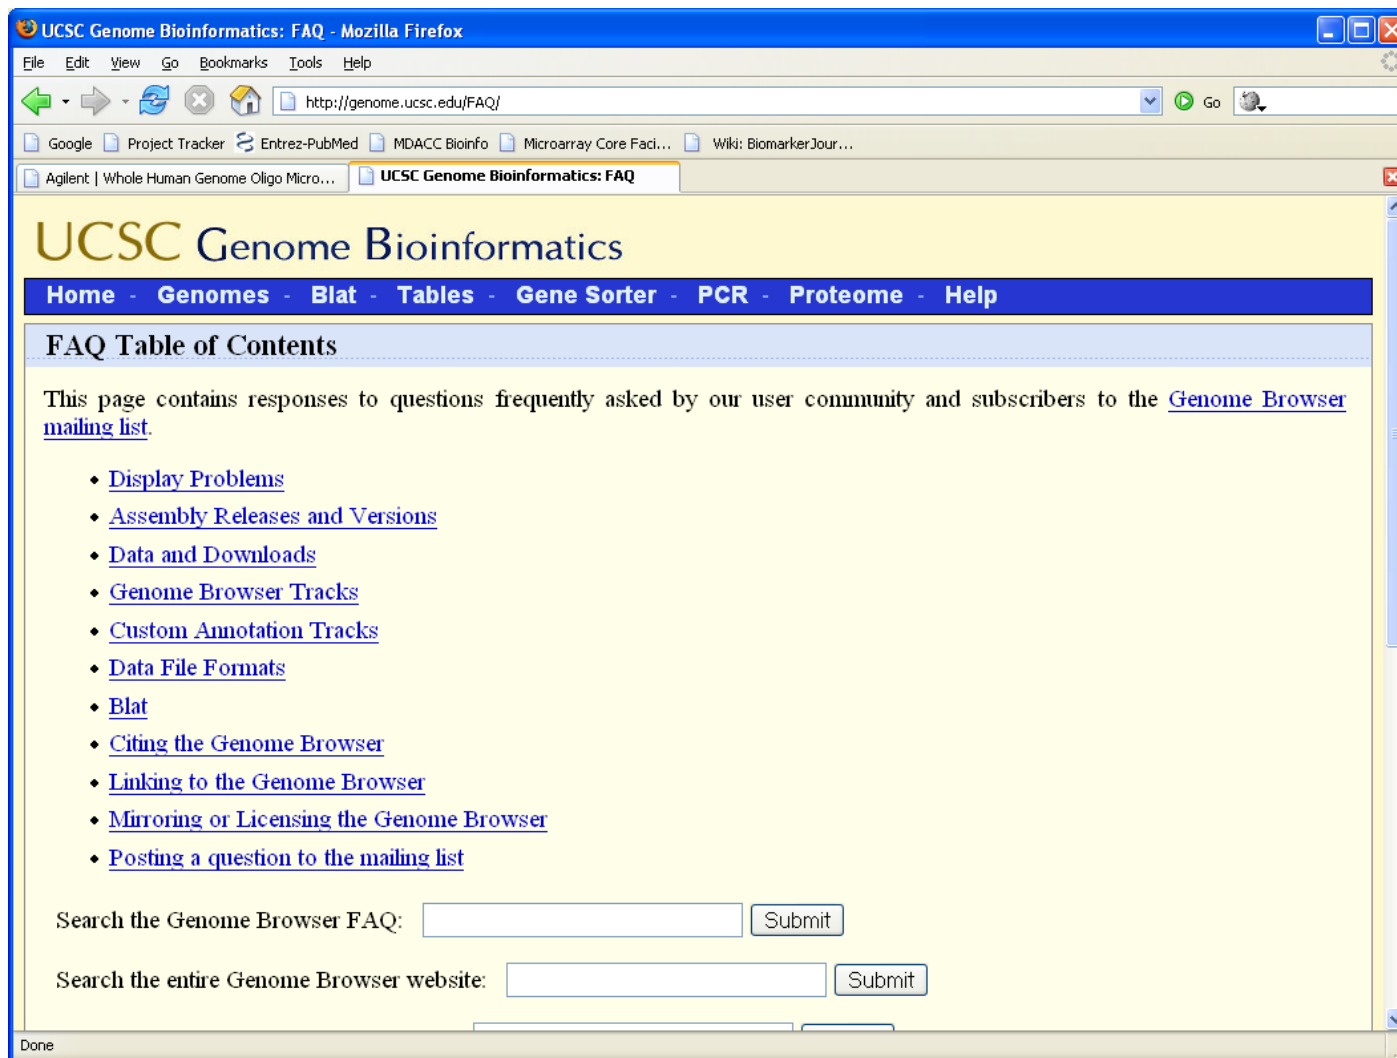 UCSC Genome Bioinformatics: FAQ - Mozilla Firefox
File Edit View Go Bookmarks Tools Help
http://genome.ucsc.edu/FAQ/ Go
Google Project Tracker Entrez-PubMed MDACC Bioinfo Microarray Core Faci... Wiki: BiomarkerJour...
Agilent | Whole Human Genome Oligo Micro... UCSC Genome Bioinformatics: FAQ
UCSC Genome Bioinformatics
Home - Genomes - Blat - Tables - Gene Sorter - PCR - Proteome - Help
FAQ Table of Contents
This page contains responses to questions frequently asked by our user community and subscribers to the Genome Browser
mailing list.
• Display Problems
• Assembly Releases and Versions
• Data and Downloads
• Genome Browser Tracks
• Custom Annotation Tracks
• Data File Formats
• Blat
• Citing the Genome Browser
• Linking to the Genome Browser
• Mirroring or Licensing the Genome Browser
• Posting a question to the mailing list
Search the Genome Browser FAQ: Submit
Search the entire Genome Browser website: Submit
Done